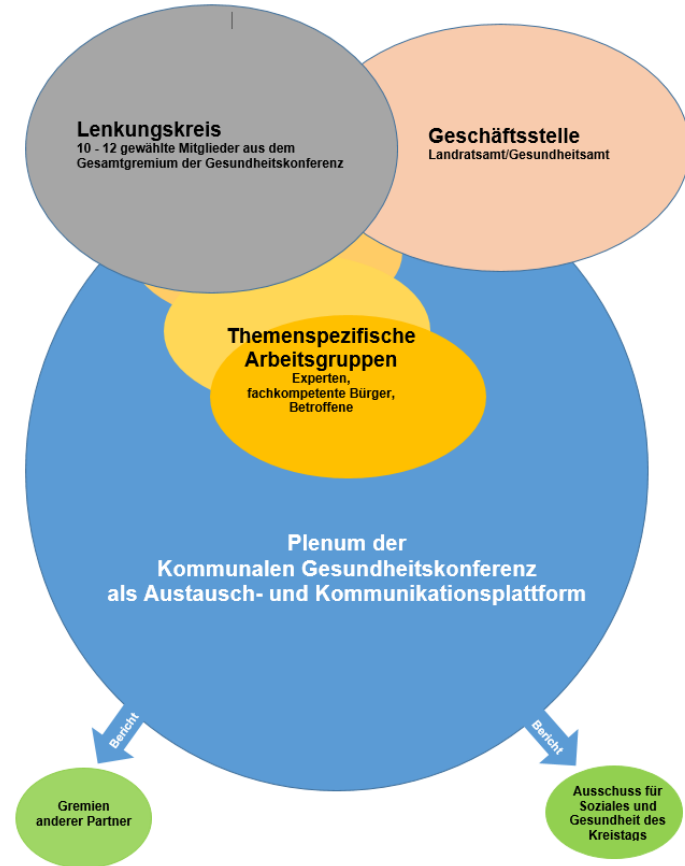 Lenkungskreis
10 - 12 gewählte Mitglieder aus dem
Gesamtgremium der Gesundheitskonferenz
Geschäftsstelle
Landratsamt/Gesundheitsamt
Themenspezifische
Arbeitsgruppen
Experten,
fachkompetente Bürger,
Betroffene
Plenum der
Kommunalen Gesundheitskonferenz
als Austausch- und Kommunikationsplattform
Bericht
Bericht
Gremien
anderer Partner
Ausschuss für
Soziales und
Gesundheit des
Kreistags